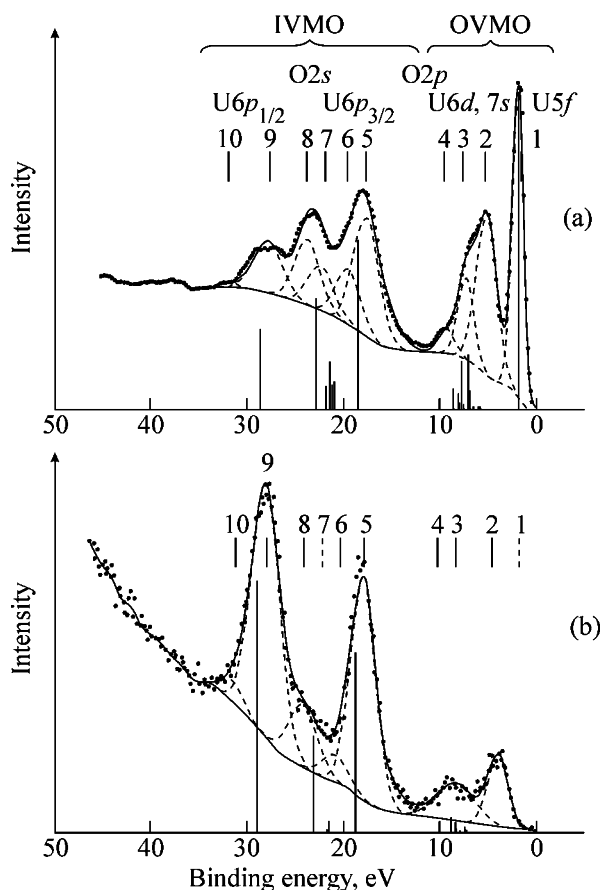 IVMO OVMO
O2s O2p
U6p1/2 U6p3/2 U6d, 7s U5f
10 9 8 7 6 5 4 3 2 1
Intensity
(a)
50 40 30 20 10 0
9
10 8 7 6 5 4 3 2 1
Intensity
(b)
50 40 30 20 10 0
Binding energy, eV